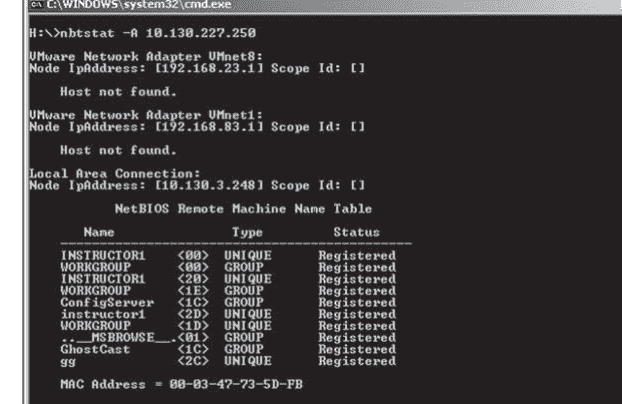 C:\WINDOWS\system32\cmd.exe
H:\>nbtstat -A 10.130.227.250
VMware Network Adapter VMnet8:
Node IpAddress: [192.168.23.1] Scope Id: []
Host not found.
VMware Network Adapter VMnet1:
Node IpAddress: [192.168.83.1] Scope Id: []
Host not found.
Local Area Connection:
Node IpAddress: [10.130.3.248] Scope Id: []
NetBIOS Remote Machine Name Table
Name Type Status
---------------------------------------------
INSTRUCTOR1 <00> UNIQUE Registered
WORKGROUP <00> GROUP Registered
INSTRUCTOR1 <20> UNIQUE Registered
WORKGROUP <1E> GROUP Registered
ConfigServer <1C> GROUP Registered
instructor1 <2D> UNIQUE Registered
WORKGROUP <1D> UNIQUE Registered
..__MSBROWSE__.<01> GROUP Registered
GhostCast <1C> GROUP Registered
gg <2C> UNIQUE Registered
MAC Address = 00-03-47-73-5D-FB